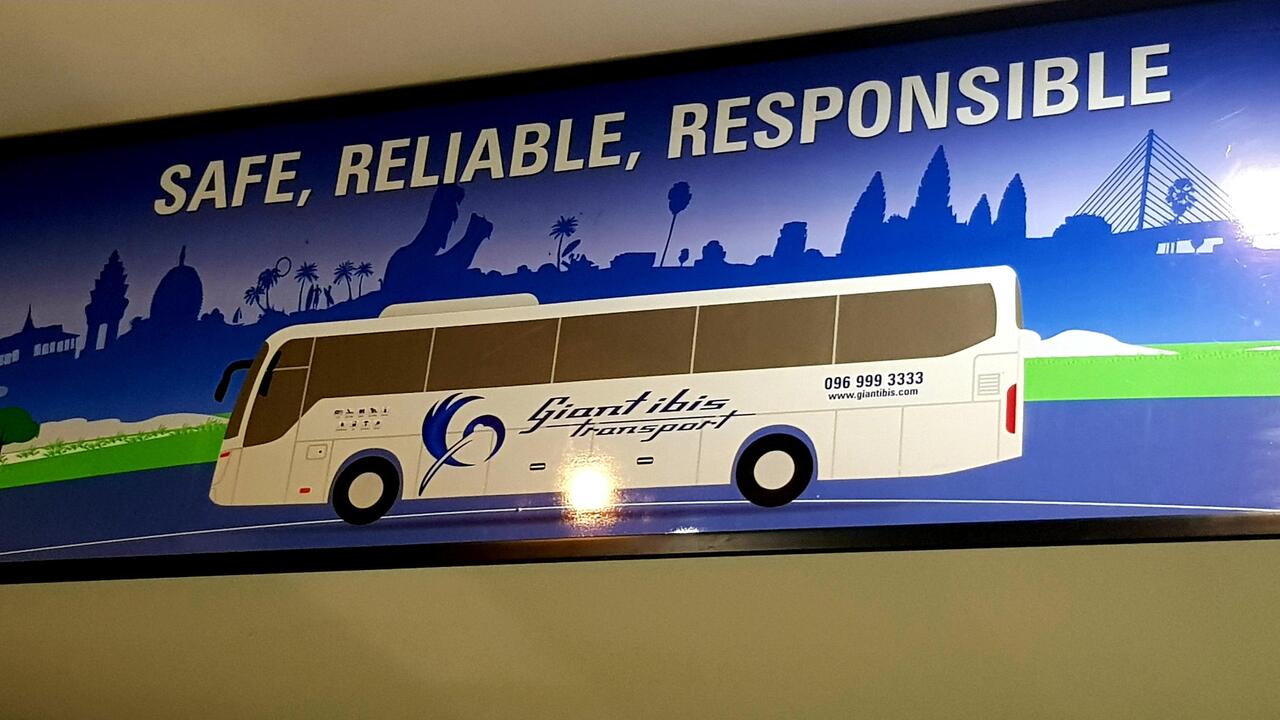 SAFE, RELIABLE, RESPONSIBLE
Giant ibis
transport
096 999 3333
www.giantibis.com